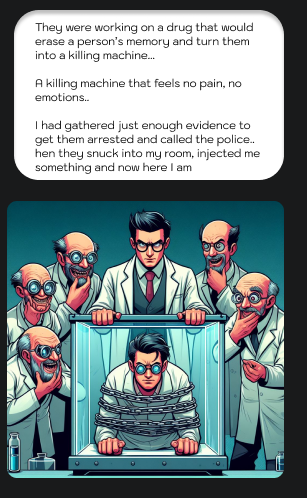 They were working on a drug that would
erase a person's memory and turn them
into a killing machine...
A killing machine that feels no pain, no
emotions..
I had gathered just enough evidence to
get them arrested and called the police..
hen they snuck into my room, injected me
something and now here I am